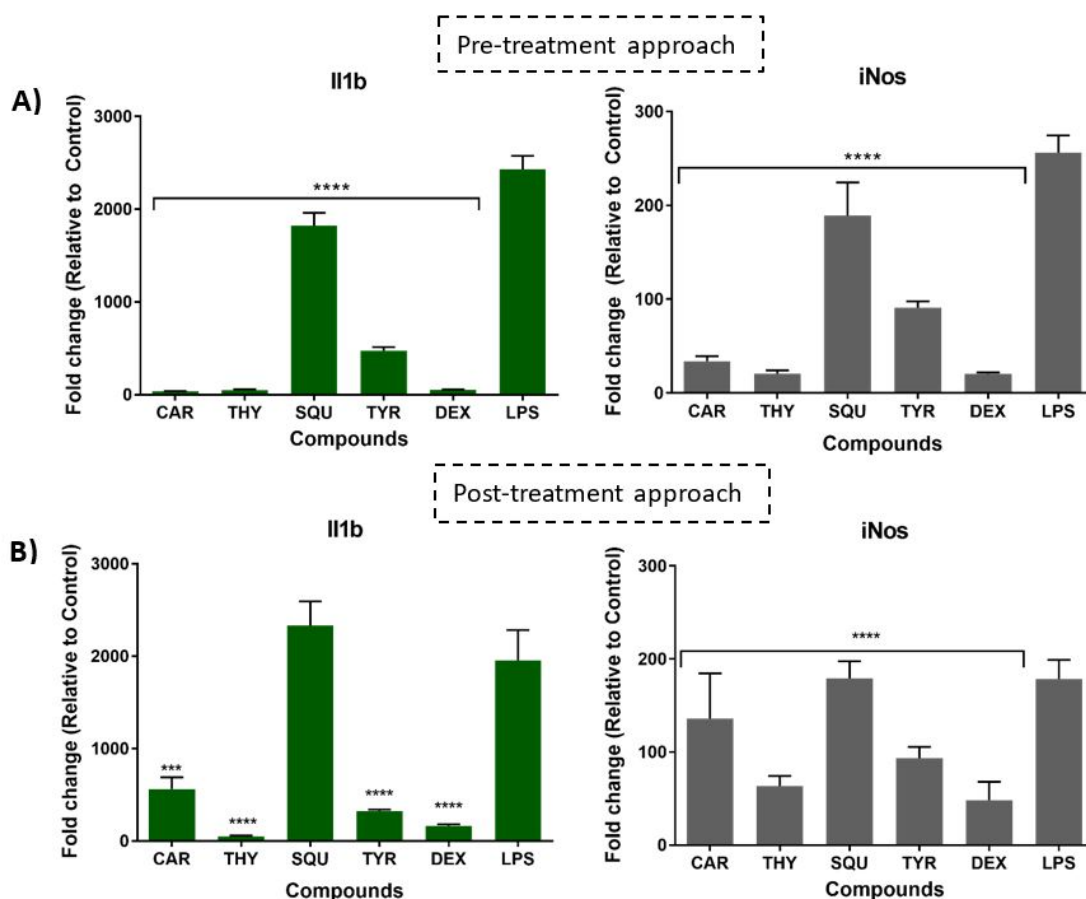 Pre-treatment approach
A)
Il1b
Fold change (Relative to Control)
3000
2000
1000
0
****
CAR THY SQU TYR DEX LPS
Compounds
iNos
Fold change (Relative to Control)
300
200
100
0
****
CAR THY SQU TYR DEX LPS
Compounds
Post-treatment approach
B)
Il1b
Fold change (Relative to Control)
3000
2000
1000
0
***
****
****
****
CAR THY SQU TYR DEX LPS
Compounds
iNos
Fold change (Relative to Control)
300
200
100
0
****
CAR THY SQU TYR DEX LPS
Compounds